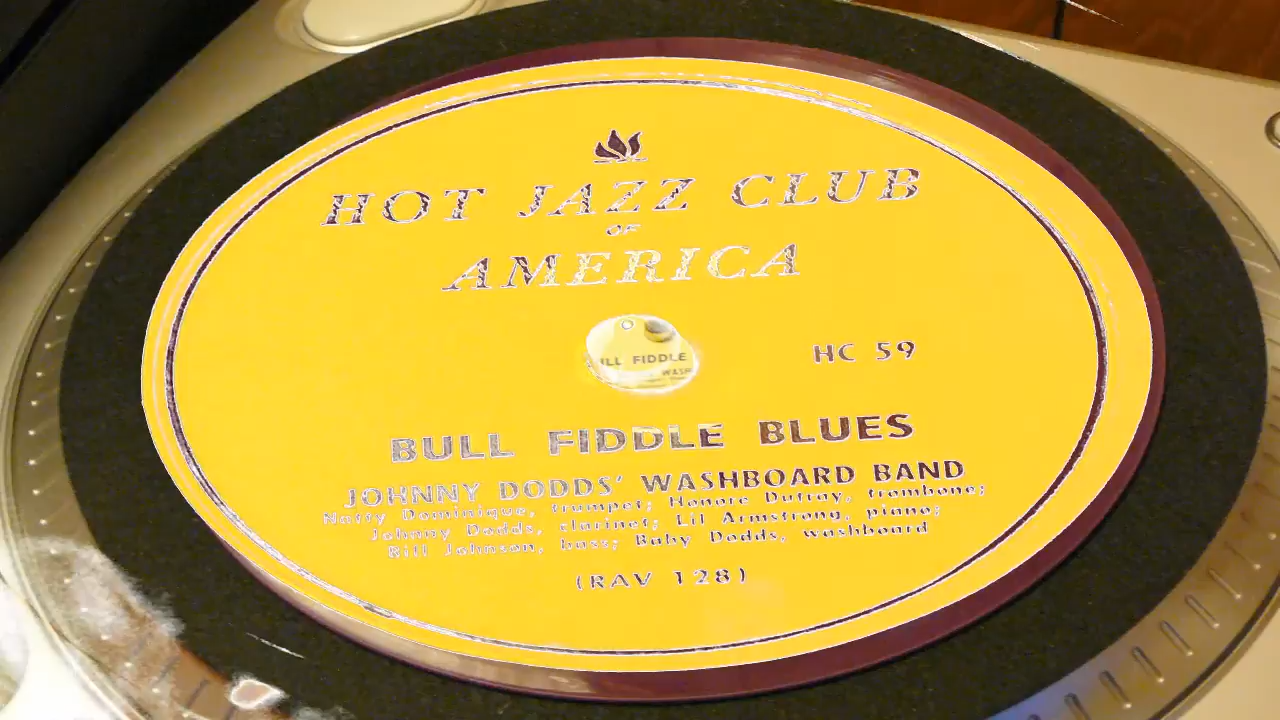 HOT JAZZ CLUB
OF
AMERICA
ILL FIDDLE
WASH
HC 59
BULL FIDDLE BLUES
JOHNNY DODDS' WASHBOARD BAND
Natty Dominique, trumpet; Honore Dutray, trombone;
Johnny Dodds, clarinet; Lil Armstrong, piano;
Bill Johnson, bass; Baby Dodds, washboard
(RAV 128)